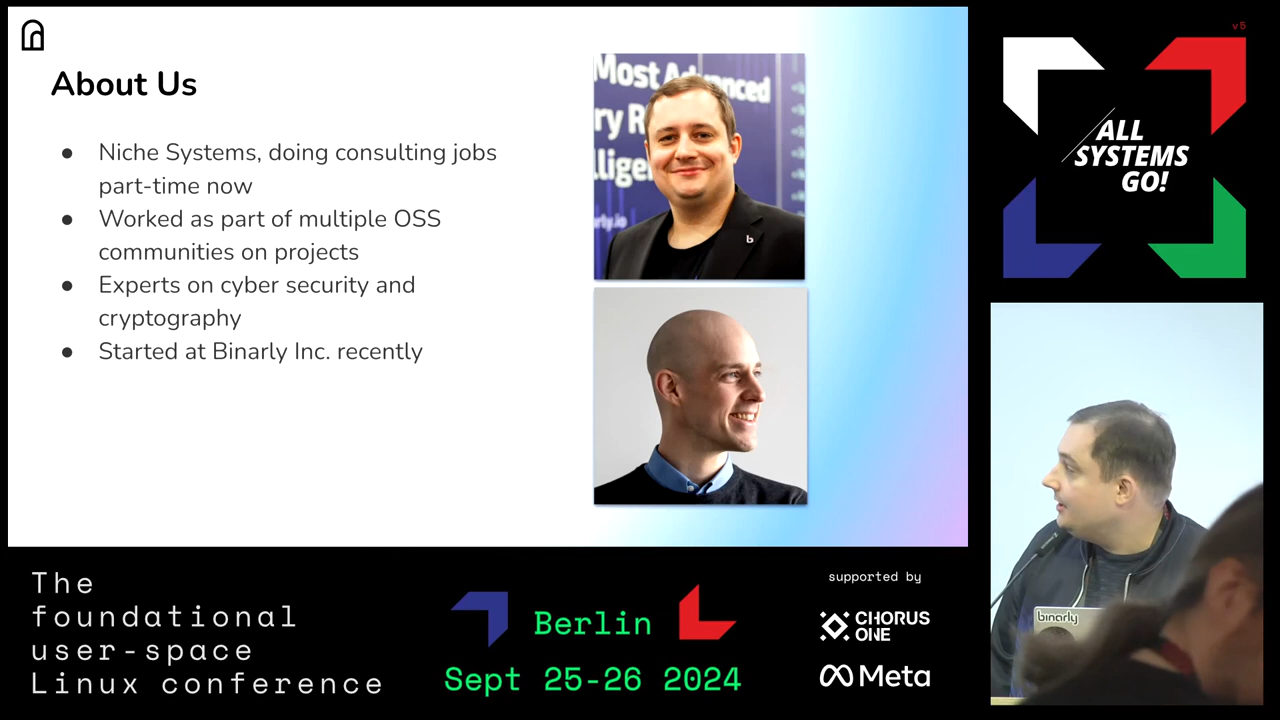 About Us
● Niche Systems, doing consulting jobs
part-time now
● Worked as part of multiple OSS
communities on projects
● Experts on cyber security and
cryptography
● Started at Binarly Inc. recently
Most Advanced
v5
ALL
SYSTEMS
GO!
binarly
The
foundational
user-space
Linux conference
Berlin
Sept 25-26 2024
supported by
CHORUS
ONE
Meta